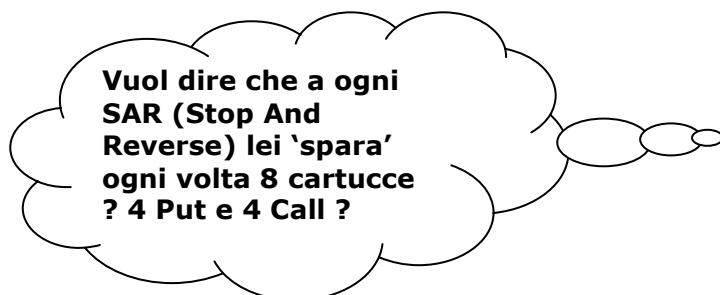 Vuol dire che a ogni
SAR (Stop And
Reverse) lei ‘spara’
ogni volta 8 cartucce
? 4 Put e 4 Call ?